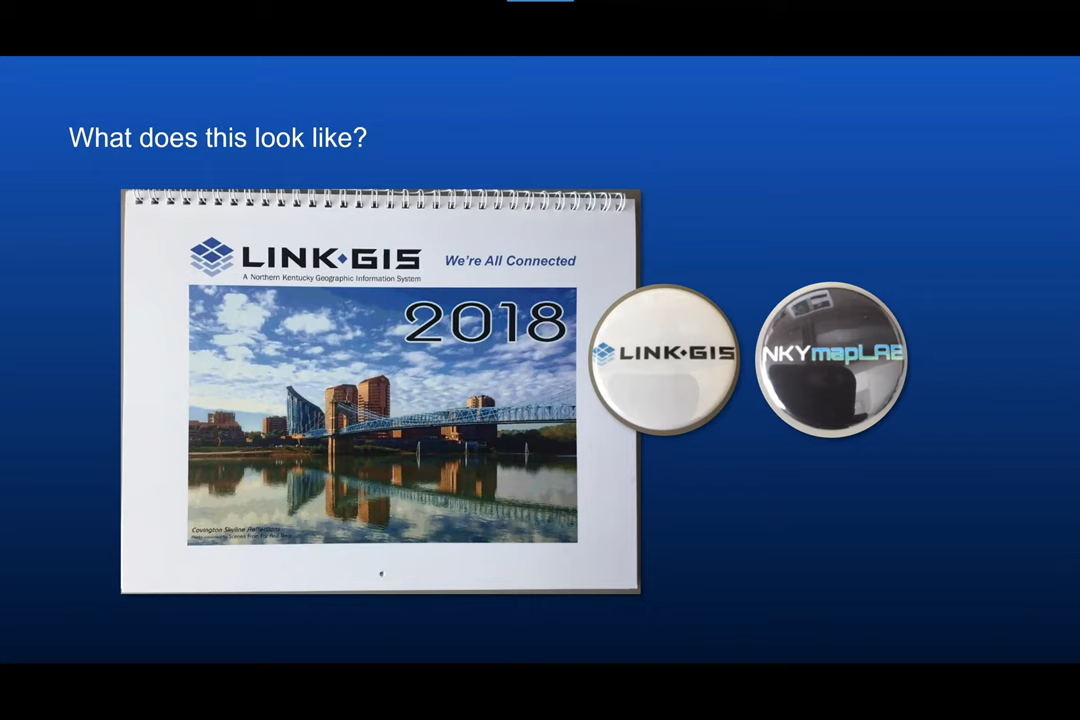 What does this look like?
LINK·GIS
We're All Connected
A Northern Kentucky Geographic Information System
2018
LINK·GIS
NKYmapLAB
Covington Skyline Reflections